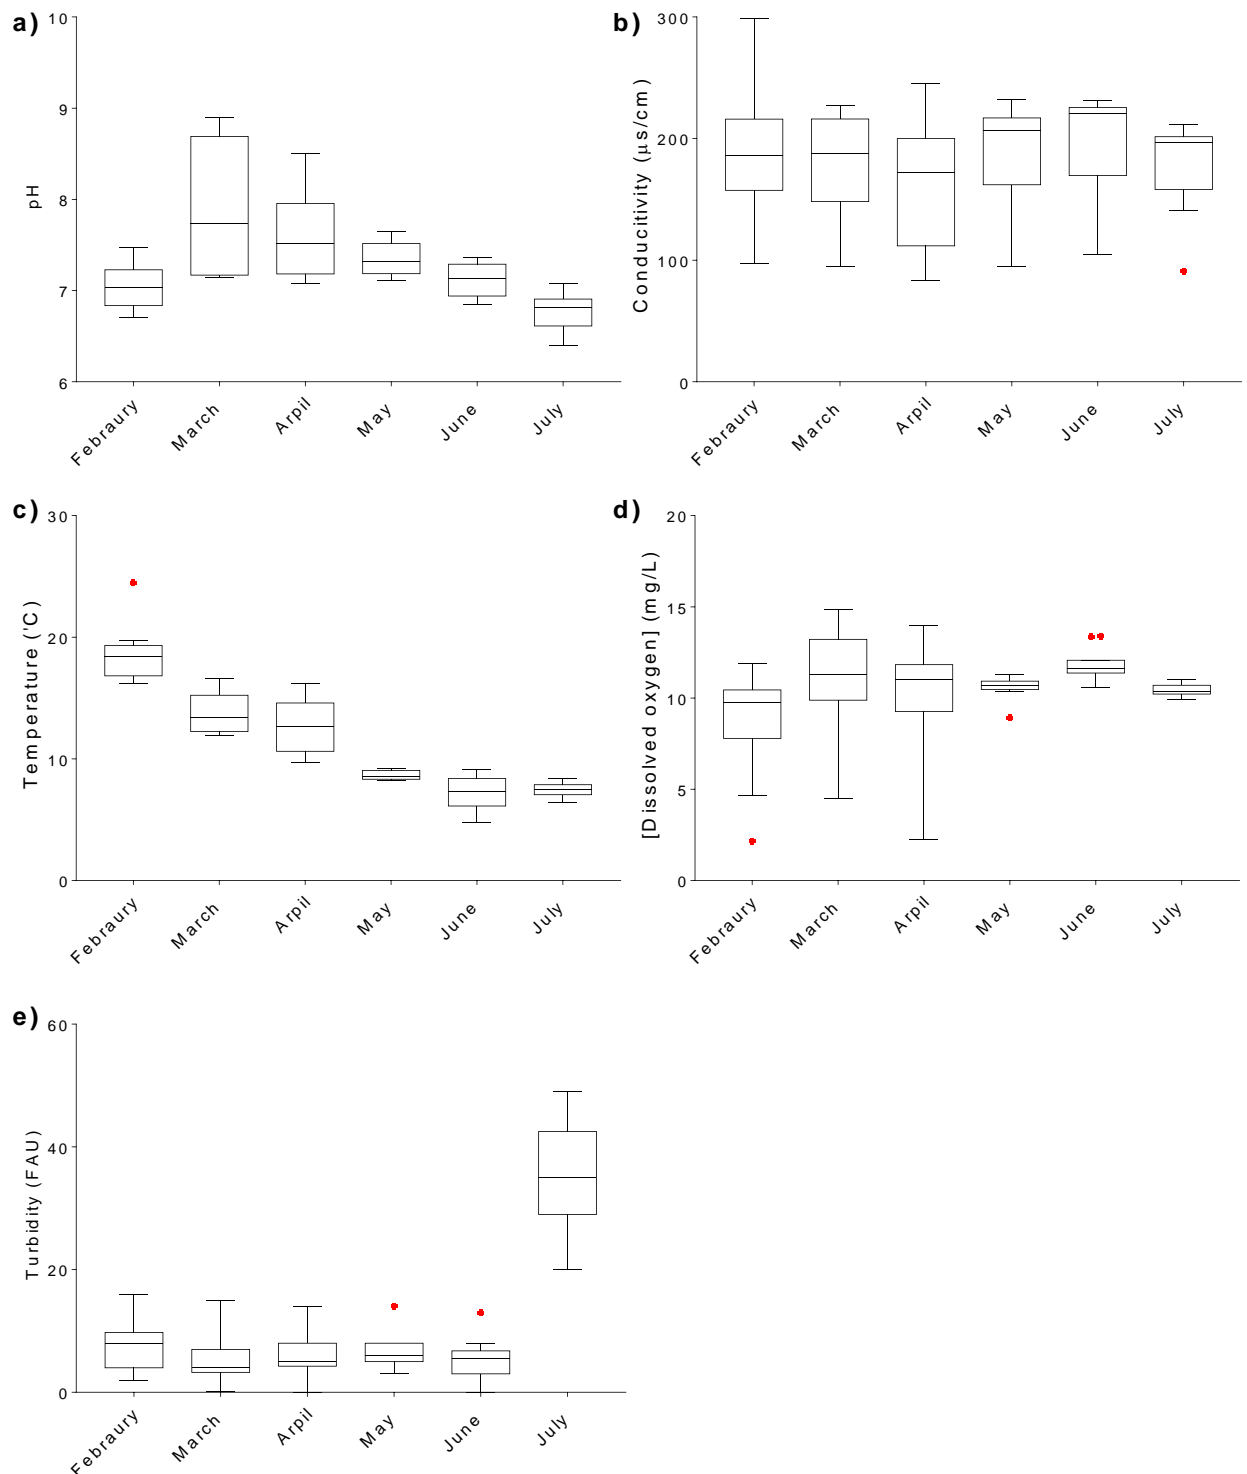 a)
10
9
8
7
6
pH
Febraury
March
Arpil
May
June
July
b)
300
200
100
0
Conducitivity (µs/cm)
Febraury
March
Arpil
May
June
July
c)
30
20
10
0
Temperature ('C)
Febraury
March
Arpil
May
June
July
d)
20
15
10
5
0
[Dissolved oxygen] (mg/L)
Febraury
March
Arpil
May
June
July
e)
60
40
20
0
Turbidity (FAU)
Febraury
March
Arpil
May
June
July